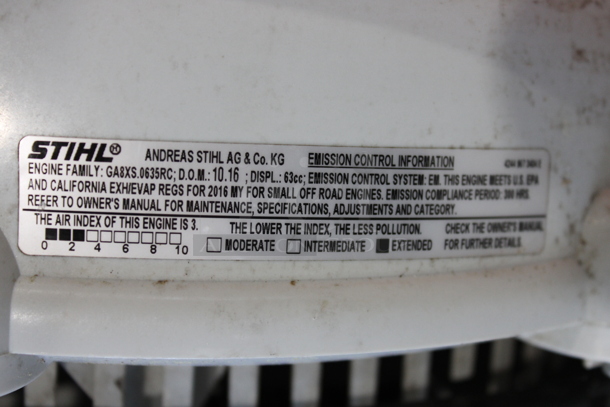 STIHL® ANDREAS STIHL AG & Co. KG EMISSION CONTROL INFORMATION
ENGINE FAMILY: GA8XS.0635RC; D.O.M.: 10.16 ; DISPL.: 63cc; EMISSION CONTROL SYSTEM: EM. THIS ENGINE MEETS U.S. EPA
AND CALIFORNIA EXH/EVAP REGS FOR 2016 MY FOR SMALL OFF ROAD ENGINES. EMISSION COMPLIANCE PERIOD: 300 HRS.
REFER TO OWNER'S MANUAL FOR MAINTENANCE, SPECIFICATIONS, ADJUSTMENTS AND CATEGORY.
THE AIR INDEX OF THIS ENGINE IS 3. THE LOWER THE INDEX, THE LESS POLLUTION. CHECK THE OWNER'S MANUAL
0 2 4 6 8 10 MODERATE INTERMEDIATE EXTENDED FOR FURTHER DETAILS.